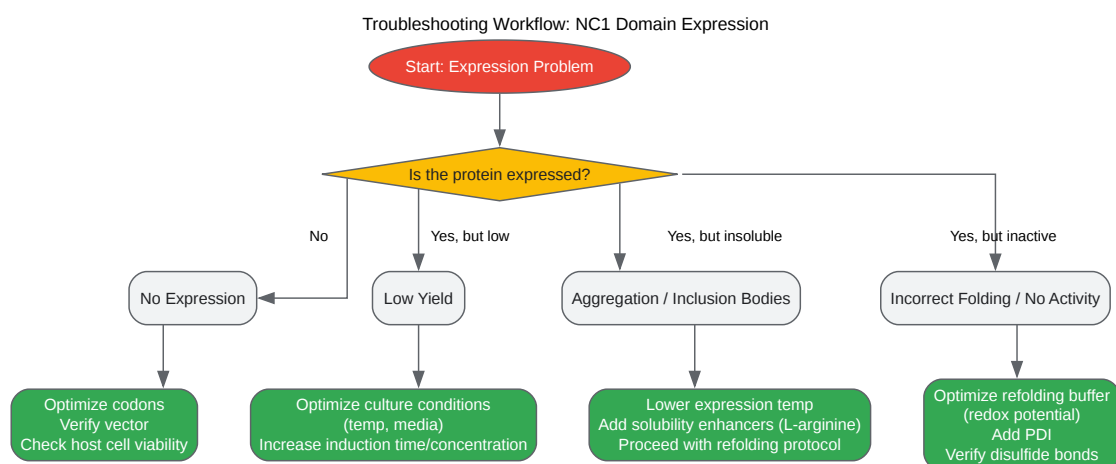 Troubleshooting Workflow: NC1 Domain Expression
Start: Expression Problem
Is the protein expressed?
No
Yes, but low
Yes, but insoluble
Yes, but inactive
No Expression
Low Yield
Aggregation / Inclusion Bodies
Incorrect Folding / No Activity
Optimize codons
Verify vector
Check host cell viability
Optimize culture conditions
(temp, media)
Increase induction time/concentration
Lower expression temp
Add solubility enhancers (L-arginine)
Proceed with refolding protocol
Optimize refolding buffer
(redox potential)
Add PDI
Verify disulfide bonds